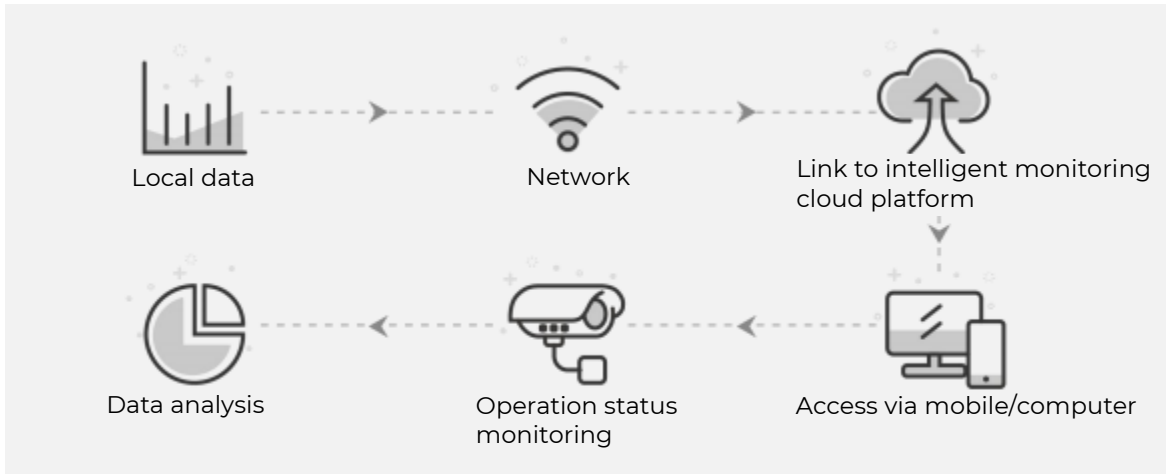 Local data
Network
Link to intelligent monitoring
cloud platform
Access via mobile/computer
Operation status
monitoring
Data analysis